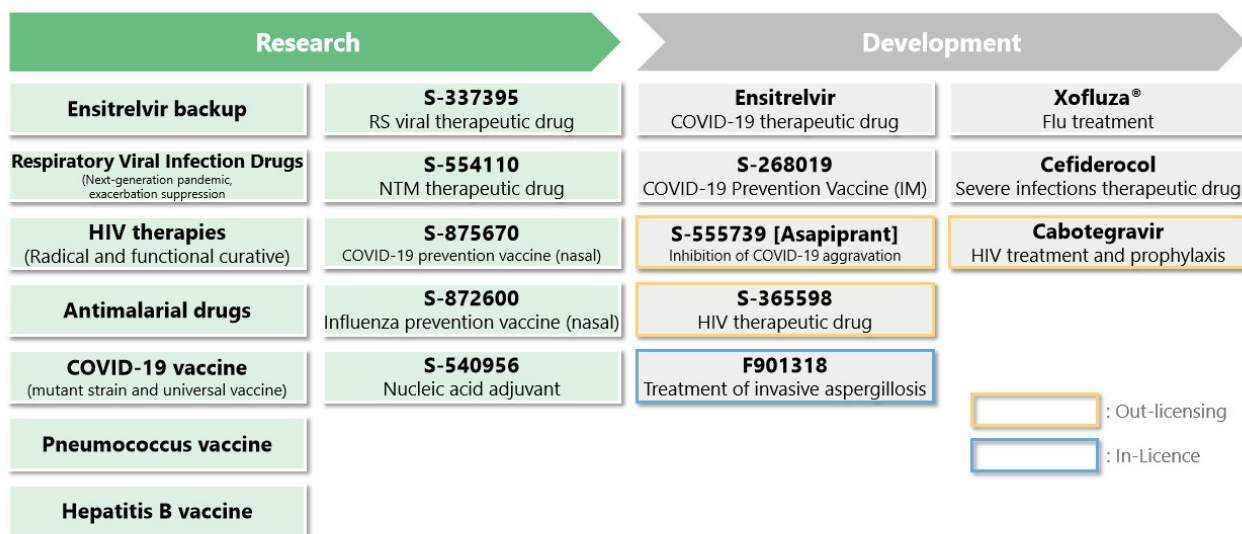 Research
Development
Ensitrelvir backup
S-337395
RS viral therapeutic drug
Ensitrelvir
COVID-19 therapeutic drug
Xofluza®
Flu treatment
Respiratory Viral Infection Drugs
(Next-generation pandemic,
exacerbation suppression
S-554110
NTM therapeutic drug
S-268019
COVID-19 Prevention Vaccine (IM)
Cefiderocol
Severe infections therapeutic drug
HIV therapies
(Radical and functional curative)
S-875670
COVID-19 prevention vaccine (nasal)
S-555739 [Asapiprant]
Inhibition of COVID-19 aggravation
Cabotegravir
HIV treatment and prophylaxis
Antimalarial drugs
S-872600
Influenza prevention vaccine (nasal)
S-365598
HIV therapeutic drug
COVID-19 vaccine
(mutant strain and universal vaccine)
S-540956
Nucleic acid adjuvant
F901318
Treatment of invasive aspergillosis
: Out-licensing
Pneumococcus vaccine
: In-Licence
Hepatitis B vaccine